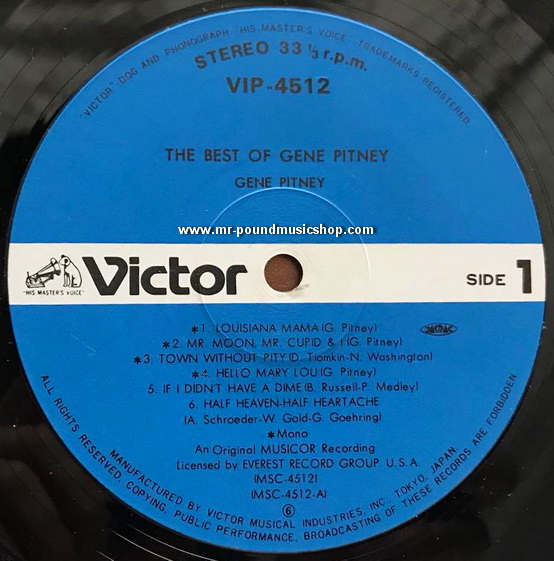 "VICTOR" DOG AND PHONOGRAPH "HIS MASTER'S VOICE" TRADEMARKS REGISTERED
STEREO 33 1/3 r.p.m.
VIP-4512
THE BEST OF GENE PITNEY
GENE PITNEY
www.mr-poundmusicshop.com
"HIS MASTER'S VOICE"
Victor
SIDE 1
*1. LOUISIANA MAMA (G. Pitney)
*2. MR. MOON, MR. CUPID & I (G. Pitney)
*3. TOWN WITHOUT PITY (D. Tiomkin-N. Washington)
*4. HELLO MARY LOU (G. Pitney)
5. IF I DIDN'T HAVE A DIME (B. Russell-P. Medley)
6. HALF HEAVEN-HALF HEARTACHE
(A. Schroeder-W. Gold-G. Goehring)
*Mono
An Original MUSICOR Recording
Licensed by EVEREST RECORD GROUP. U.S.A.
(MSC-4512)
(MSC-4512-A)
⑥
JASRAC
MANUFACTURED BY VICTOR MUSICAL INDUSTRIES, INC. TOKYO, JAPAN
ALL RIGHTS RESERVED. COPYING, PUBLIC PERFORMANCE, BROADCASTING OF THESE RECORDS ARE FORBIDDEN